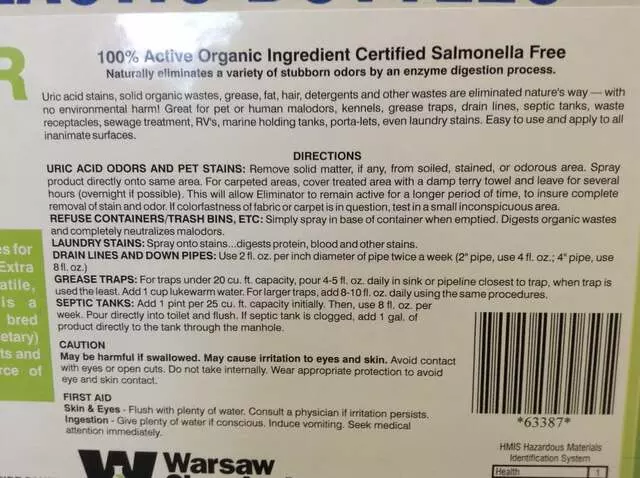 100% Active Organic Ingredient Certified Salmonella Free
Naturally eliminates a variety of stubborn odors by an enzyme digestion process.
Uric acid stains, solid organic wastes, grease, fat, hair, detergents and other wastes are eliminated nature's way — with
no environmental harm! Great for pet or human malodors, kennels, grease traps, drain lines, septic tanks, waste
receptacles, sewage treatment, RV's, marine holding tanks, porta-lets, even laundry stains. Easy to use and apply to all
inanimate surfaces.
DIRECTIONS
URIC ACID ODORS AND PET STAINS: Remove solid matter, if any, from soiled, stained, or odorous area. Spray
product directly onto same area. For carpeted areas, cover treated area with a damp terry towel and leave for several
hours (overnight if possible). This will allow Eliminator to remain active for a longer period of time, to insure complete
removal of stain and odor. If colorfastness of fabric or carpet is in question, test in a small inconspicuous area.
REFUSE CONTAINERS/TRASH BINS, ETC: Simply spray in base of container when emptied. Digests organic wastes
and completely neutralizes malodors.
LAUNDRY STAINS: Spray onto stains...digests protein, blood and other stains.
DRAIN LINES AND DOWN PIPES: Use 2 fl. oz. per inch diameter of pipe twice a week (2" pipe, use 4 fl. oz.; 4" pipe, use
8 fl. oz.)
GREASE TRAPS: For traps under 20 cu. ft. capacity, pour 4-5 fl. oz. daily in sink or pipeline closest to trap, when trap is
used the least. Add 1 cup lukewarm water. For larger traps, add 8-10 fl. oz. daily using the same procedures.
SEPTIC TANKS: Add 1 pint per 25 cu. ft. capacity initially. Then, use 8 fl. oz. per
week. Pour directly into toilet and flush. If septic tank is clogged, add 1 gal. of
product directly to the tank through the manhole.
CAUTION
May be harmful if swallowed. May cause irritation to eyes and skin. Avoid contact
with eyes or open cuts. Do not take internally. Wear appropriate protection to avoid
eye and skin contact.
FIRST AID
Skin & Eyes - Flush with plenty of water. Consult a physician if irritation persists.
Ingestion - Give plenty of water if conscious. Induce vomiting. Seek medical
attention immediately.
*63387*
HMIS Hazardous Materials
Identification System
Health 1
Warsaw
R
es for
Extra
atile,
is a
bred
etary)
ts and
rce of